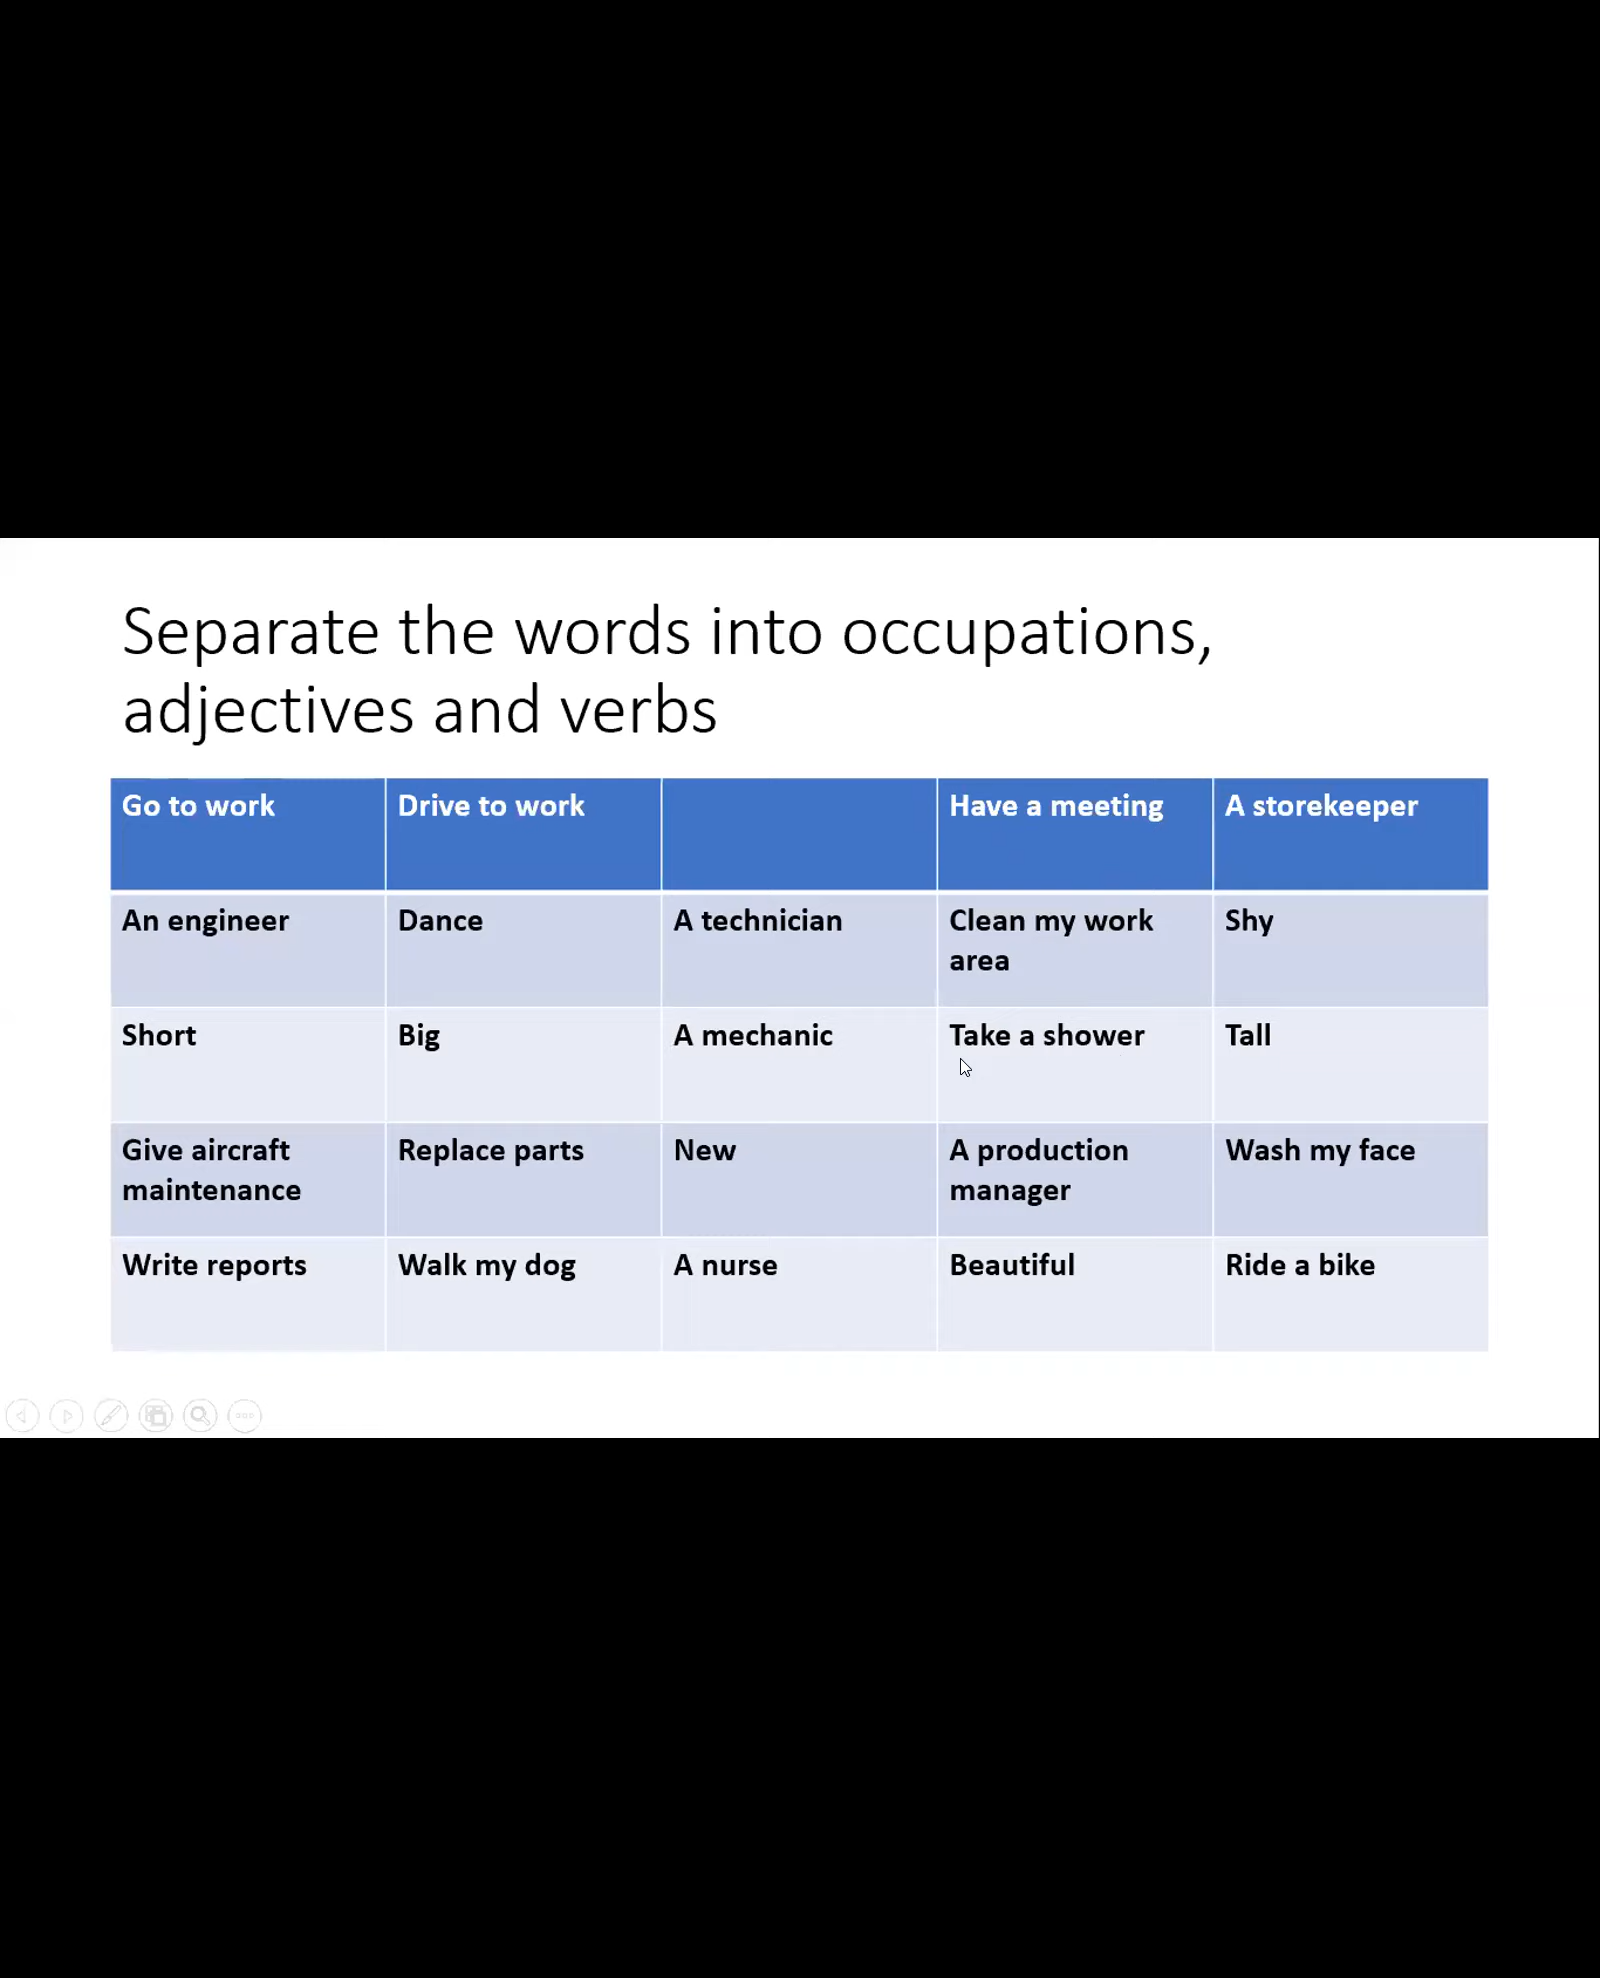 Separate the words into occupations,
adjectives and verbs
Go to work
Drive to work
Have a meeting
A storekeeper
An engineer
Dance
A technician
Clean my work
area
Shy
Short
Big
A mechanic
Take a shower
Tall
Give aircraft
maintenance
Replace parts
New
A production
manager
Wash my face
Write reports
Walk my dog
A nurse
Beautiful
Ride a bike